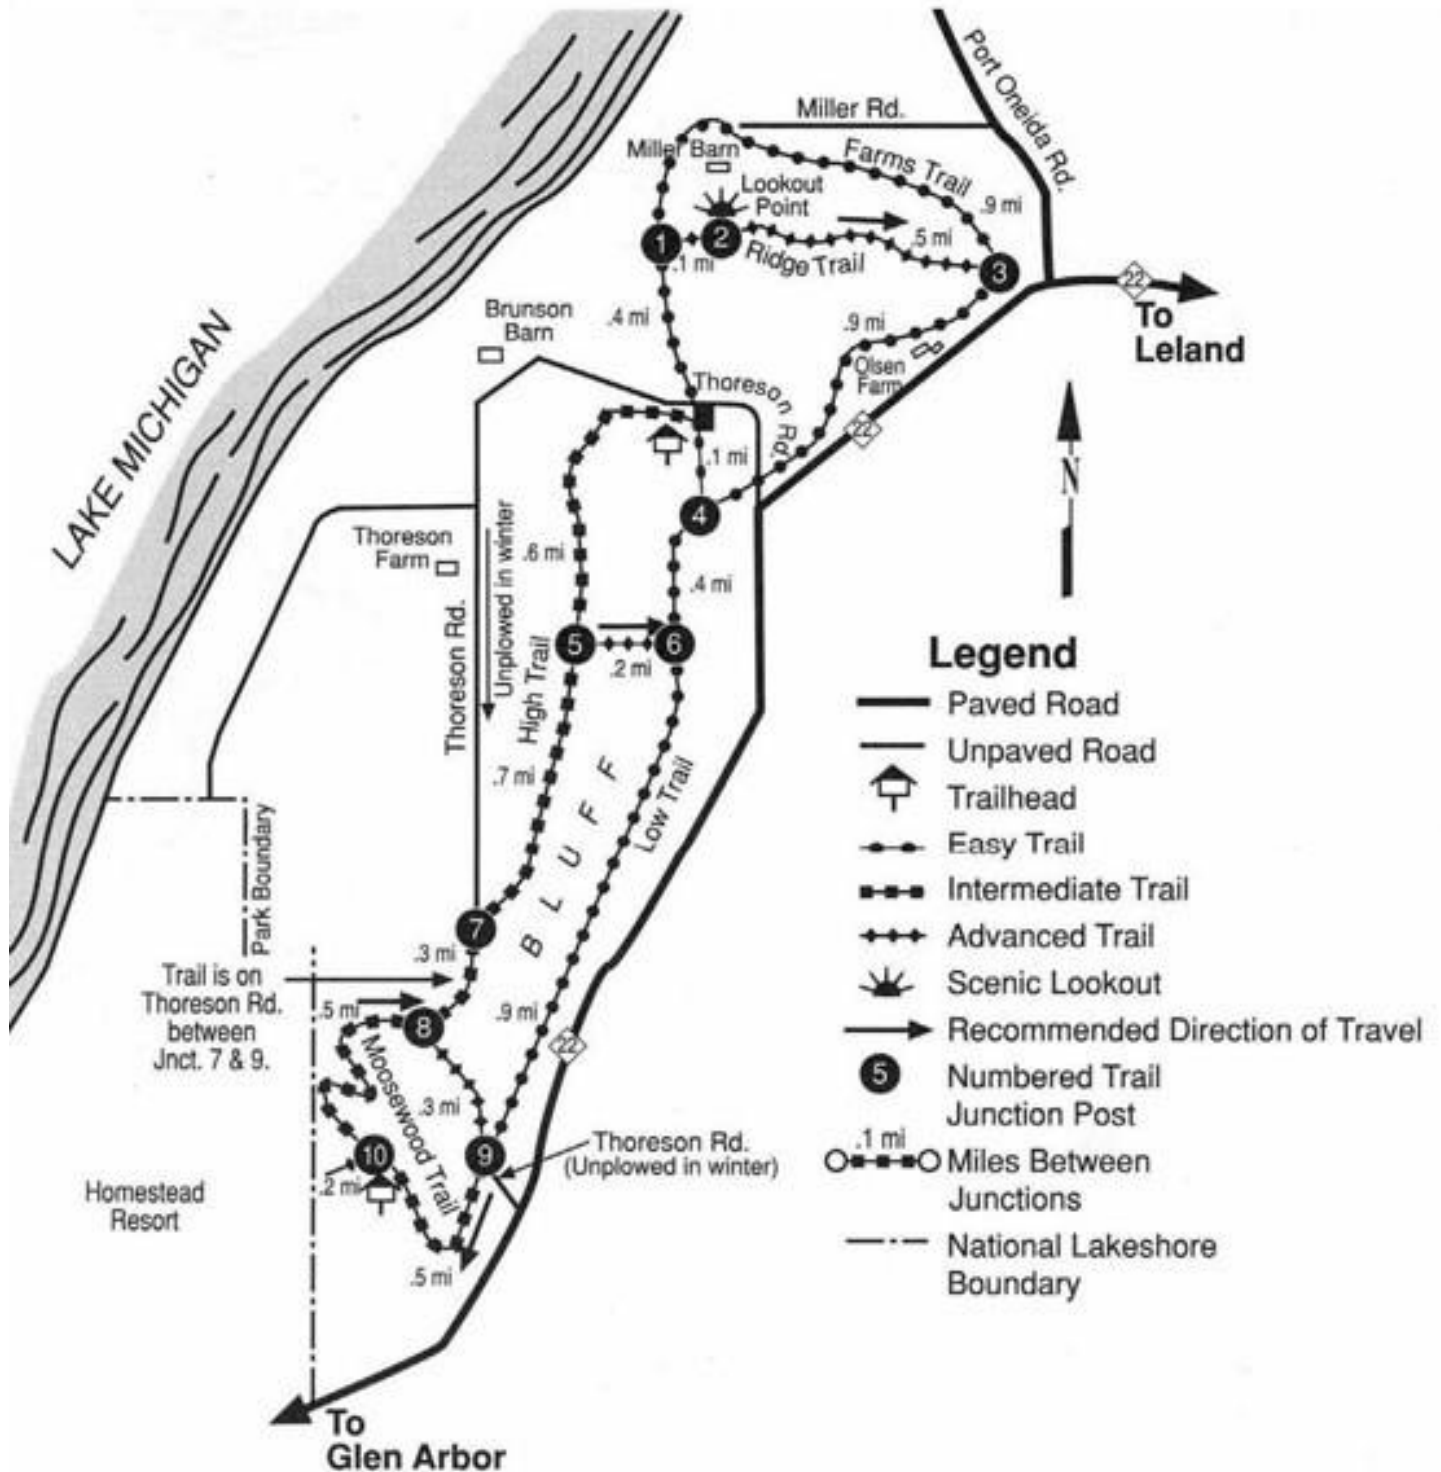 Port Oneida Rd.
Miller Rd.
Miller Barn
Farms Trail
.9 mi
Lookout
Point
1
2
.1 mi
Ridge Trail
.5 mi
3
22
To
Leland
.4 mi
Brunson
Barn
.9 mi
Olsen
Farm
Thoreson Rd.
22
LAKE MICHIGAN
.1 mi
4
N
Thoreson
Farm
Unplowed in winter
.6 mi
.4 mi
Thoreson Rd.
High Trail
5
6
.2 mi
.7 mi
BLUFF
Low Trail
Park Boundary
7
.3 mi
Trail is on
Thoreson Rd.
between
Jnct. 7 & 9.
.5 mi
8
.9 mi
22
Moosewood Trail
.3 mi
10
9
.2 mi
Thoreson Rd.
(Unplowed in winter)
Homestead
Resort
.5 mi
To
Glen Arbor
Legend
Paved Road
Unpaved Road
Trailhead
Easy Trail
Intermediate Trail
Advanced Trail
Scenic Lookout
Recommended Direction of Travel
5
Numbered Trail
Junction Post
.1 mi
Miles Between
Junctions
National Lakeshore
Boundary